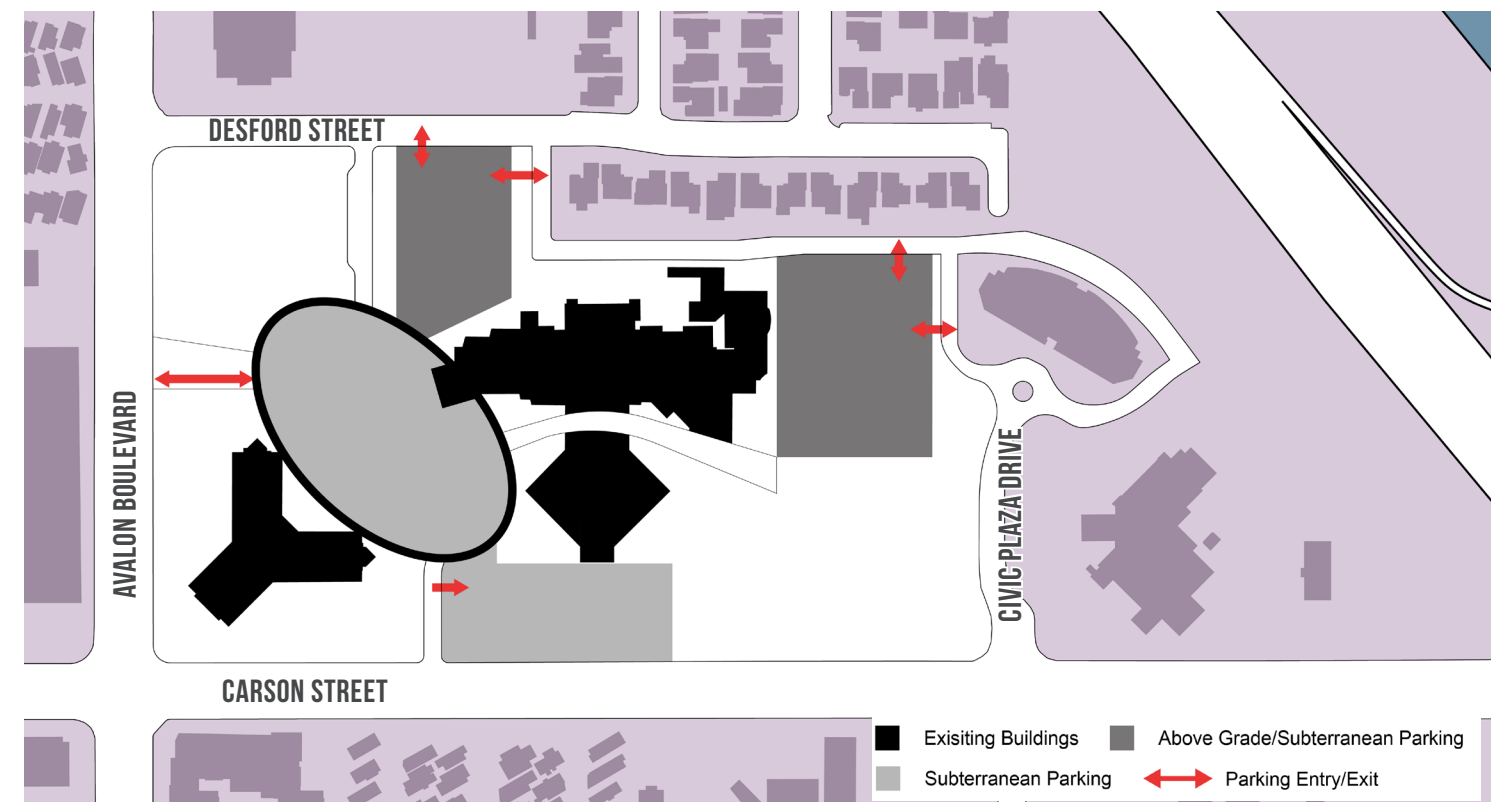 DESFORD STREET
AVALON BOULEVARD
CIVIC PLAZA DRIVE
CARSON STREET
Exisiting Buildings
Above Grade/Subterranean Parking
Subterranean Parking
Parking Entry/Exit